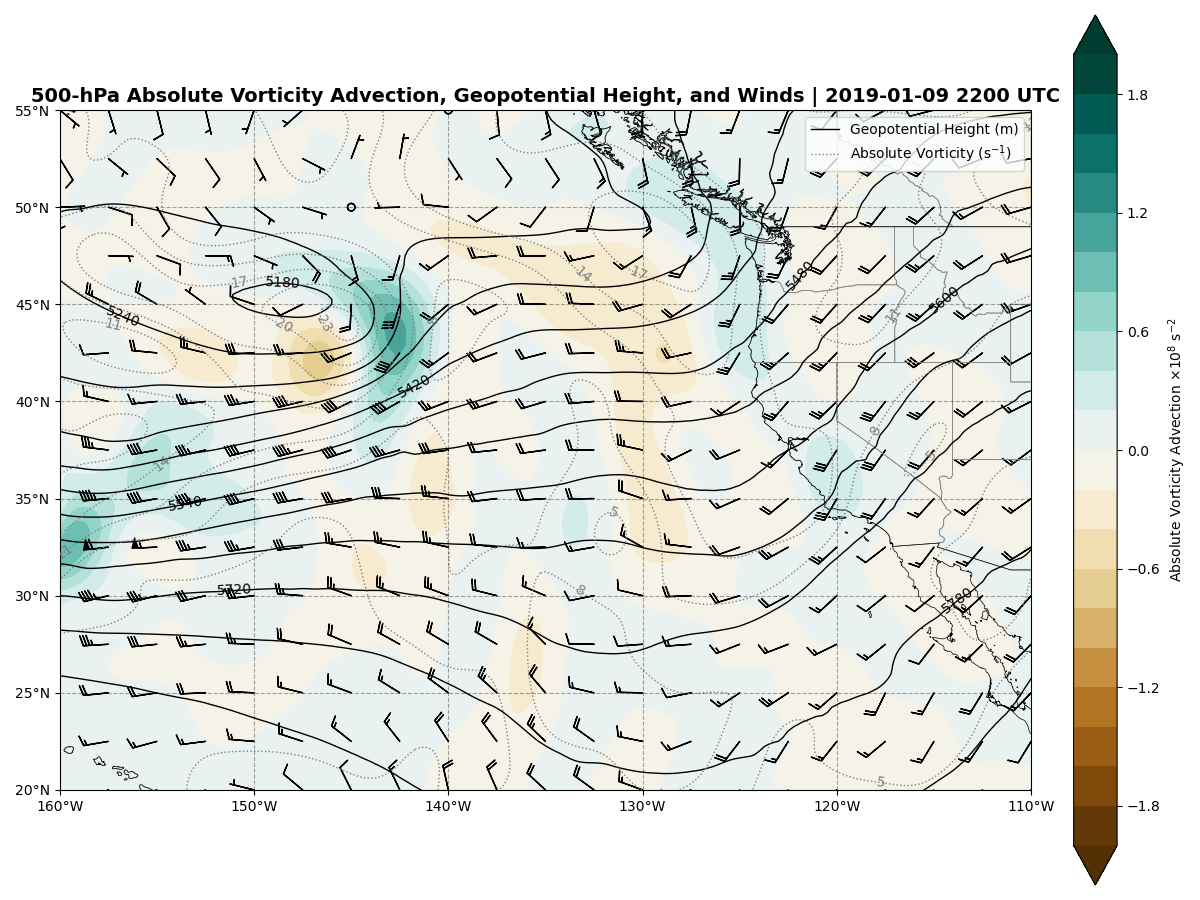 500-hPa Absolute Vorticity Advection, Geopotential Height, and Winds | 2019-01-09 2200 UTC
Geopotential Height (m)
Absolute Vorticity (s⁻¹)
55°N
50°N
45°N
40°N
35°N
30°N
25°N
20°N
160°W
150°W
140°W
130°W
120°W
110°W
17
5180
14
17
5480
5600
5240
11
20
23
11
5420
8
5
14
5540
5
11
5720
8
5780
5
1.8
1.2
0.6
0.0
−0.6
−1.2
−1.8
Absolute Vorticity Advection ×10⁸ s⁻²